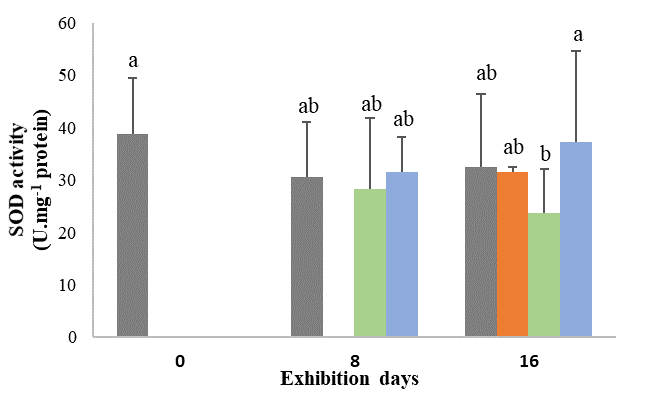 60
50
40
30
20
10
0
SOD activity
(U.mg⁻¹ protein)
a
ab
ab
ab
ab
ab
b
a
0 8 16
Exhibition days